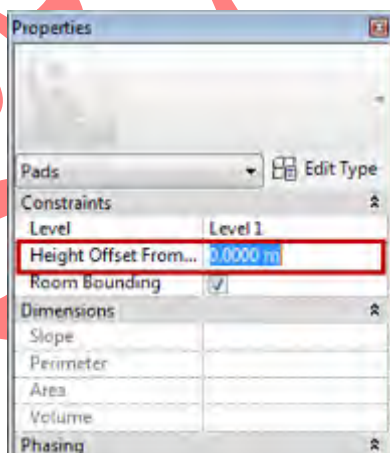 Properties
Pads Edit Type
Constraints
Level Level 1
Height Offset From... 0.0000 m
Room Bounding
Dimensions
Slope
Perimeter
Area
Volume
Phasing